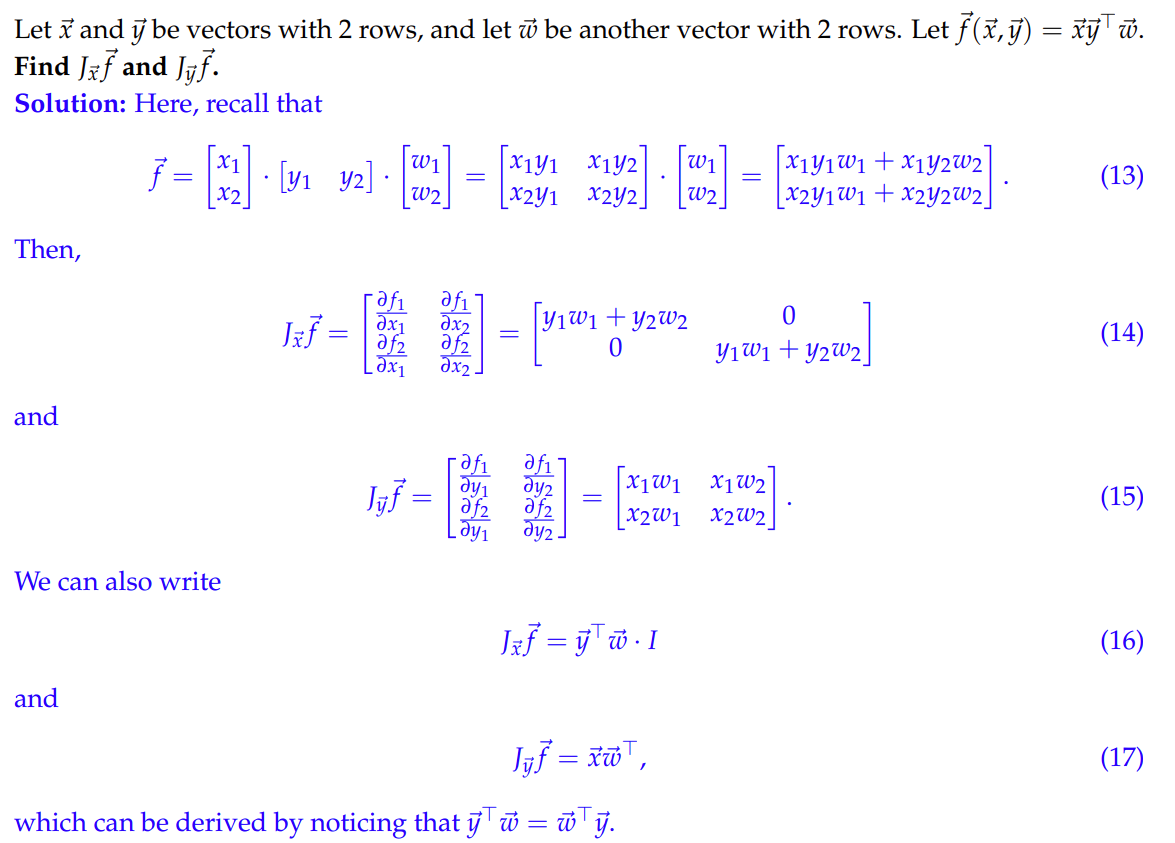 Let $\vec{x}$ and $\vec{y}$ be vectors with 2 rows, and let $\vec{w}$ be another vector with 2 rows. Let $\vec{f}(\vec{x},\vec{y}) = \vec{x}\vec{y}^\top\vec{w}$.
Find $J_{\vec{x}}\vec{f}$ and $J_{\vec{y}}\vec{f}$.
Solution: Here, recall that
$\vec{f} = \begin{bmatrix} x_1 \\ x_2 \end{bmatrix} \cdot \begin{bmatrix} y_1 & y_2 \end{bmatrix} \cdot \begin{bmatrix} w_1 \\ w_2 \end{bmatrix} = \begin{bmatrix} x_1y_1 & x_1y_2 \\ x_2y_1 & x_2y_2 \end{bmatrix} \cdot \begin{bmatrix} w_1 \\ w_2 \end{bmatrix} = \begin{bmatrix} x_1y_1w_1 + x_1y_2w_2 \\ x_2y_1w_1 + x_2y_2w_2 \end{bmatrix}.$ (13)
Then,
$J_{\vec{x}}\vec{f} = \begin{bmatrix} \frac{\partial f_1}{\partial x_1} & \frac{\partial f_1}{\partial x_2} \\ \frac{\partial f_2}{\partial x_1} & \frac{\partial f_2}{\partial x_2} \end{bmatrix} = \begin{bmatrix} y_1w_1 + y_2w_2 & 0 \\ 0 & y_1w_1 + y_2w_2 \end{bmatrix}$ (14)
and
$J_{\vec{y}}\vec{f} = \begin{bmatrix} \frac{\partial f_1}{\partial y_1} & \frac{\partial f_1}{\partial y_2} \\ \frac{\partial f_2}{\partial y_1} & \frac{\partial f_2}{\partial y_2} \end{bmatrix} = \begin{bmatrix} x_1w_1 & x_1w_2 \\ x_2w_1 & x_2w_2 \end{bmatrix}.$ (15)
We can also write
$J_{\vec{x}}\vec{f} = \vec{y}^\top\vec{w} \cdot I$ (16)
and
$J_{\vec{y}}\vec{f} = \vec{x}\vec{w}^\top,$ (17)
which can be derived by noticing that $\vec{y}^\top\vec{w} = \vec{w}^\top\vec{y}$.